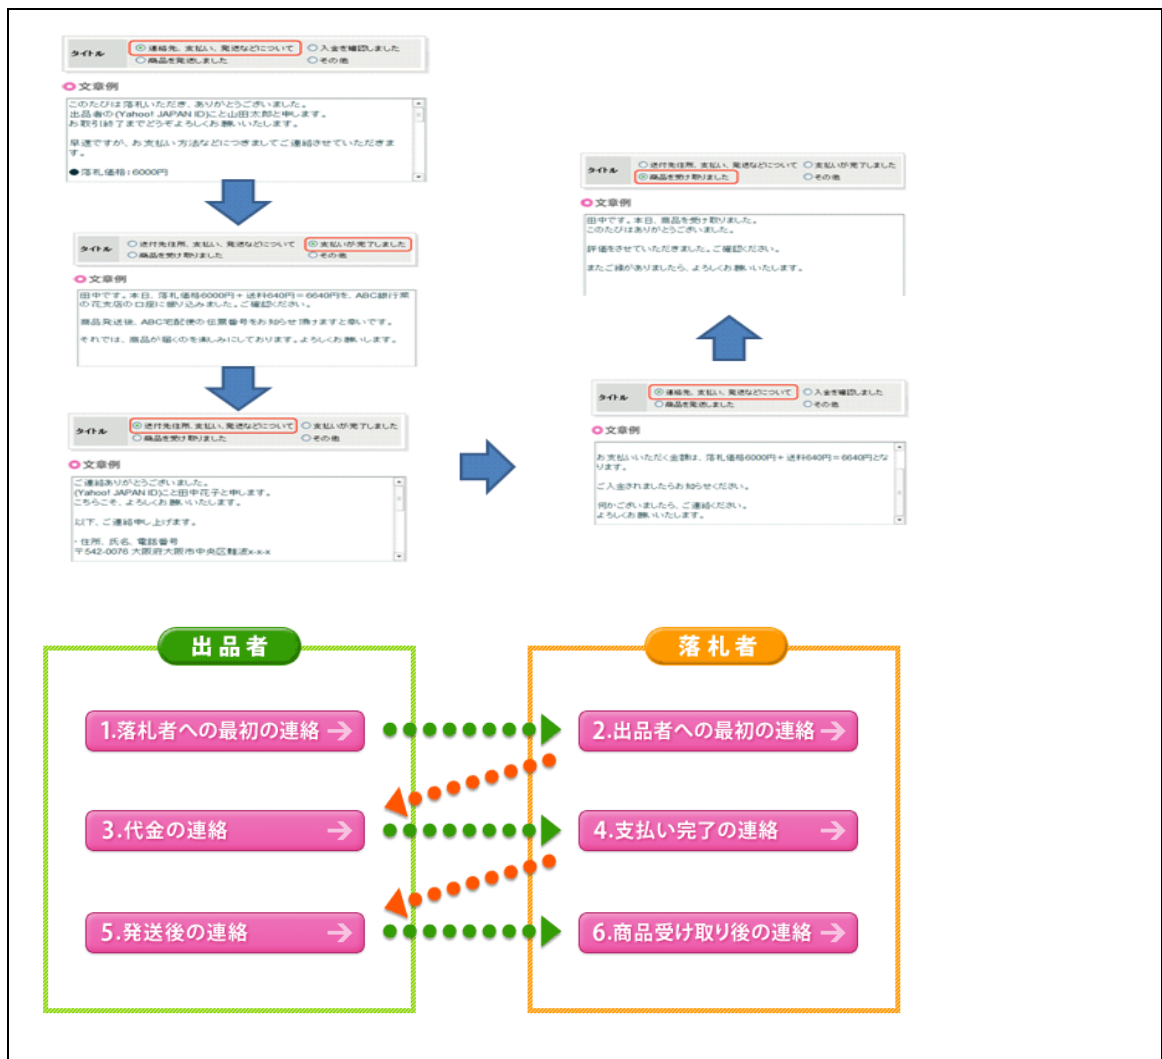 タイトル
連絡先、支払い、発送などについて 入金を確認しました
商品を発送しました その他
文章例
このたびは落札いただき、ありがとうございました。
出品者の(Yahoo! JAPAN ID)こと山田太郎と申します。
お取引終了までどうぞよろしくお願いいたします。
早速ですが、お支払い方法などにつきましてご連絡させていただきま
す。
●落札価格:6000円
タイトル
送付先住所、支払い、発送などについて 支払いが完了しました
商品を受け取りました その他
文章例
田中です。本日、落札価格6000円+送料640円=6640円を、ABC銀行菜
の花支店の口座に振り込みました。ご確認ください。
商品発送後、ABC宅配便の伝票番号をお知らせ頂けますと幸いです。
それでは、商品が届くのを楽しみにしております。よろしくお願いします。
タイトル
送付先住所、支払い、発送などについて 支払いが完了しました
商品を受け取りました その他
文章例
ご連絡ありがとうございました。
(Yahoo! JAPAN ID)こと田中花子と申します。
こちらこそ、よろしくお願いいたします。
以下、ご連絡申し上げます。
・住所、氏名、電話番号
〒542-0076 大阪府大阪市中央区難波x-x-x
タイトル
連絡先、支払い、発送などについて 入金を確認しました
商品を発送しました その他
文章例
お支払いいただく金額は、落札価格6000円+送料640円=6640円とな
ります。
ご入金されましたらお知らせください。
何かございましたら、ご連絡ください。
よろしくお願いいたします。
タイトル
送付先住所、支払い、発送などについて 支払いが完了しました
商品を受け取りました その他
文章例
田中です。本日、商品を受け取りました。
このたびはありがとうございました。
評価をさせていただきました。ご確認ください。
またご縁がありましたら、よろしくお願いいたします。
出品者
落札者
1.落札者への最初の連絡
2.出品者への最初の連絡
3.代金の連絡
4.支払い完了の連絡
5.発送後の連絡
6.商品受け取り後の連絡